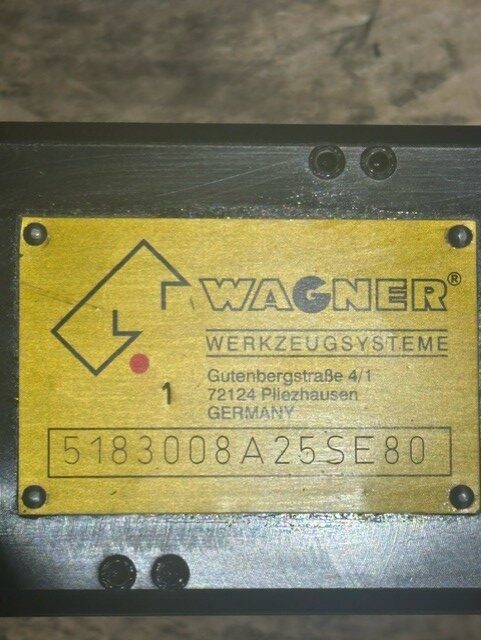 WAGNER®
WERKZEUGSYSTEME
Gutenbergstraße 4/1
72124 Pliezhausen
GERMANY
1
5183008A25SE80